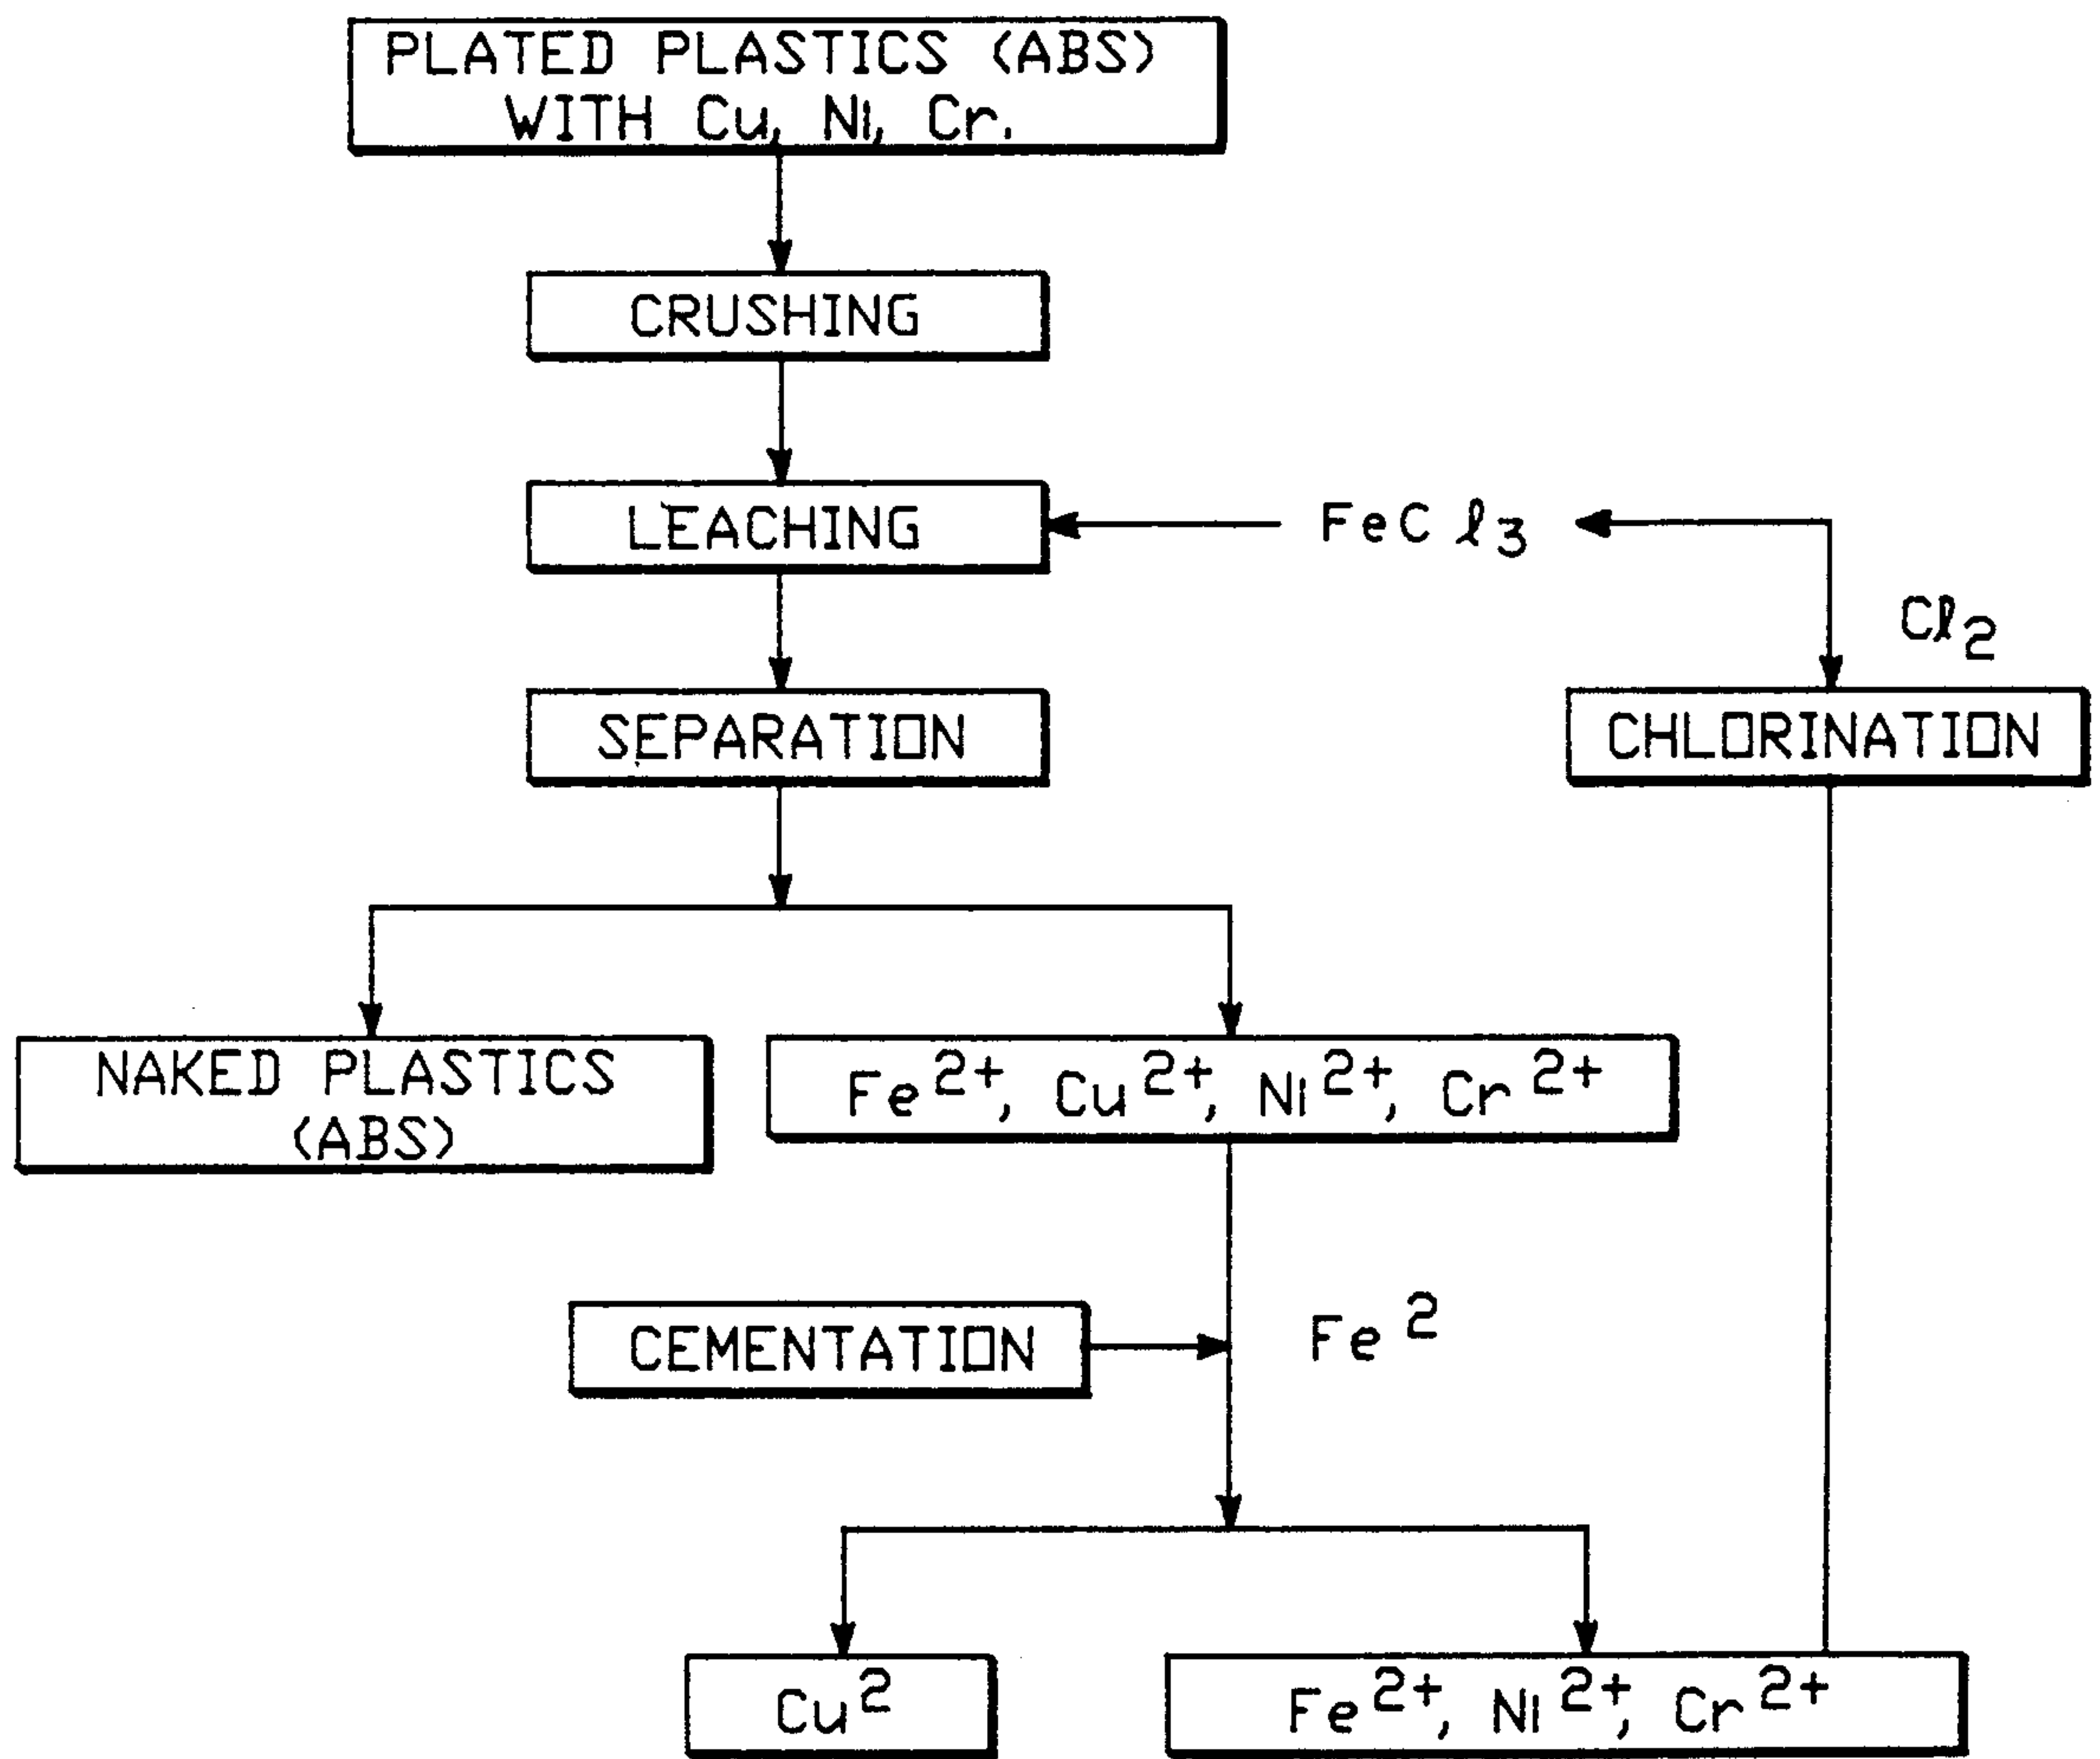 PLATED PLASTICS (ABS)
WITH Cu, Ni, Cr.
CRUSHING
LEACHING
FeCℓ₃
Cℓ₂
SEPARATION
CHLORINATION
NAKED PLASTICS
(ABS)
Fe²⁺, Cu²⁺, Ni²⁺, Cr²⁺
CEMENTATION
Fe²
Cu²
Fe²⁺, Ni²⁺, Cr²⁺